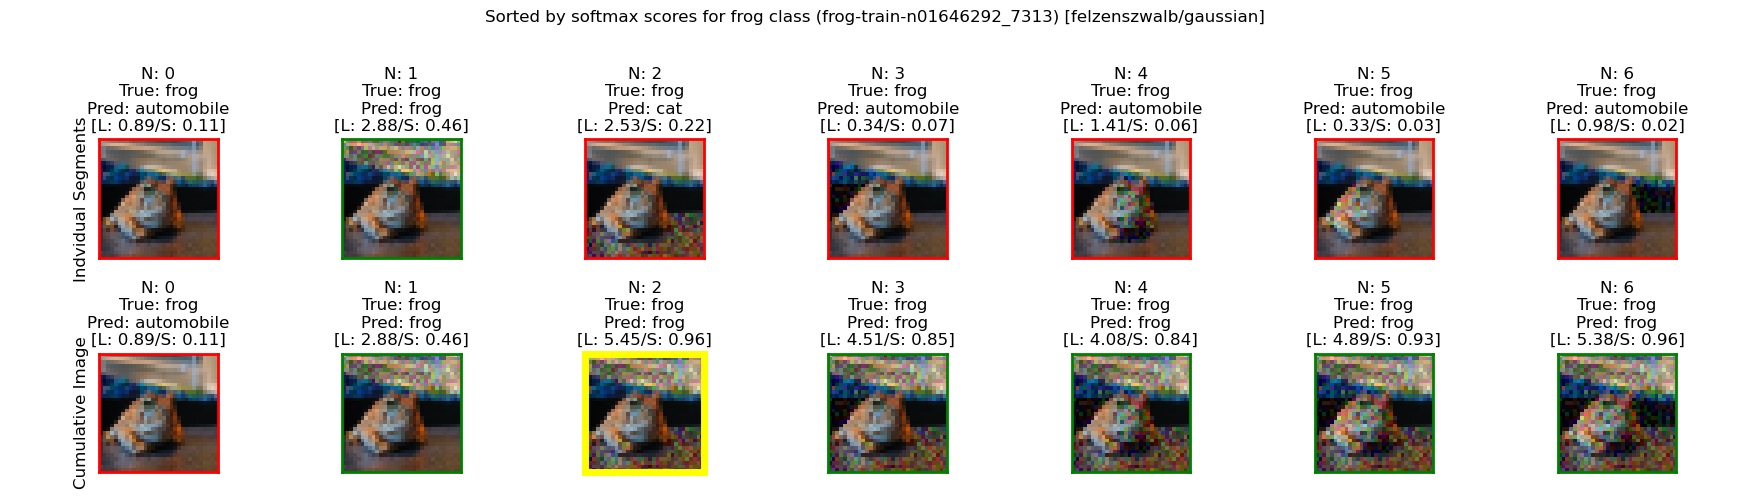 Sorted by softmax scores for frog class (frog-train-n01646292_7313) [felzenszwalb/gaussian]
Indvidual Segments
N: 0
True: frog
Pred: automobile
[L: 0.89/S: 0.11]
N: 1
True: frog
Pred: frog
[L: 2.88/S: 0.46]
N: 2
True: frog
Pred: cat
[L: 2.53/S: 0.22]
N: 3
True: frog
Pred: automobile
[L: 0.34/S: 0.07]
N: 4
True: frog
Pred: automobile
[L: 1.41/S: 0.06]
N: 5
True: frog
Pred: automobile
[L: 0.33/S: 0.03]
N: 6
True: frog
Pred: automobile
[L: 0.98/S: 0.02]
Cumulative Image
N: 0
True: frog
Pred: automobile
[L: 0.89/S: 0.11]
N: 1
True: frog
Pred: frog
[L: 2.88/S: 0.46]
N: 2
True: frog
Pred: frog
[L: 5.45/S: 0.96]
N: 3
True: frog
Pred: frog
[L: 4.51/S: 0.85]
N: 4
True: frog
Pred: frog
[L: 4.08/S: 0.84]
N: 5
True: frog
Pred: frog
[L: 4.89/S: 0.93]
N: 6
True: frog
Pred: frog
[L: 5.38/S: 0.96]